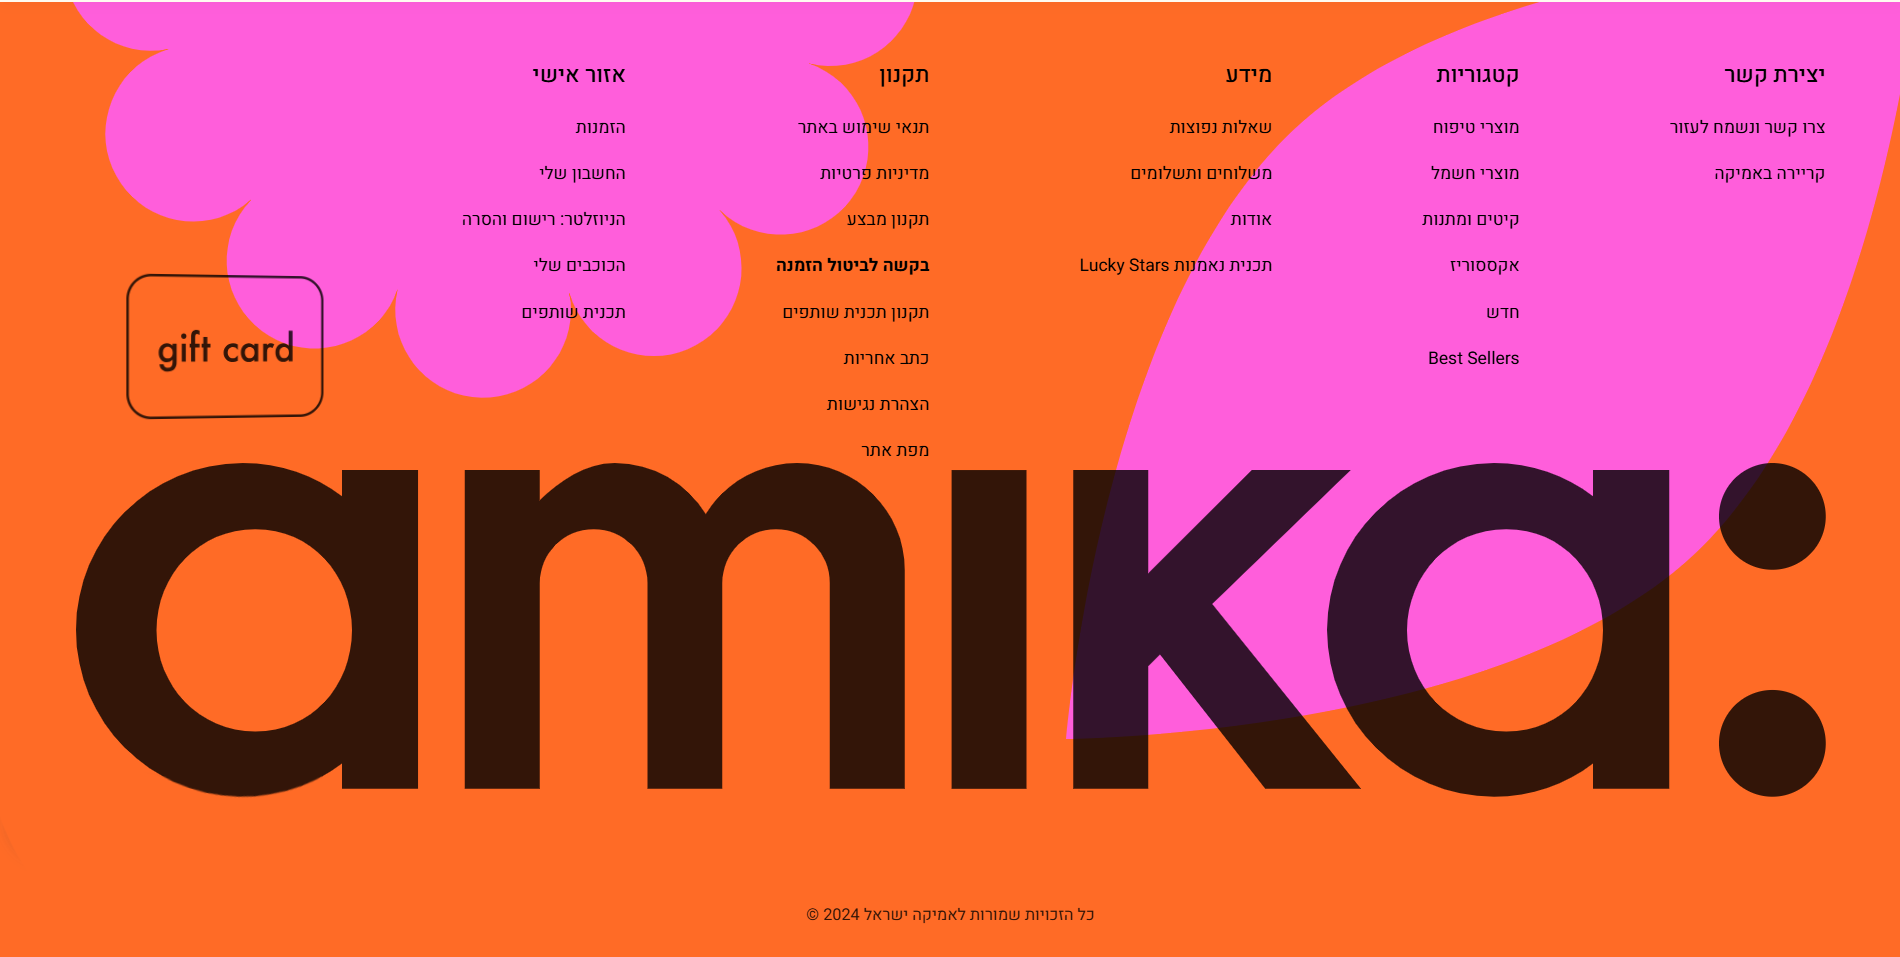 יצירת קשר
צרו קשר ונשמח לעזור
קריירה באמיקה
קטגוריות
מוצרי טיפוח
מוצרי חשמל
קיטים ומתנות
אקססוריז
חדש
Best Sellers
מידע
שאלות נפוצות
משלוחים ותשלומים
אודות
תכנית נאמנות Lucky Stars
תקנון
תנאי שימוש באתר
מדיניות פרטיות
תקנון מבצע
בקשה לביטול הזמנה
תקנון תכנית שותפים
כתב אחריות
הצהרת נגישות
מפת אתר
אזור אישי
הזמנות
החשבון שלי
הניוזלטר: רישום והסרה
הכוכבים שלי
תכנית שותפים
gift card
amika:
כל הזכויות שמורות לאמיקה ישראל 2024 ©